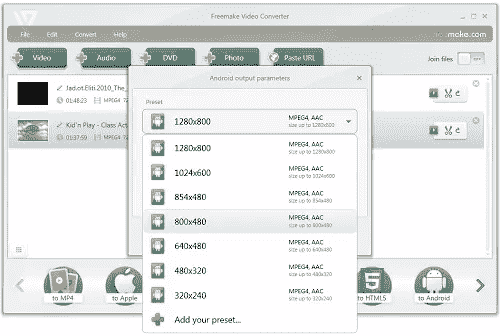 Freemake Video Converter
File Edit Convert Help
moke.com
Video Audio DVD Photo Paste URL
Join files
Android output parameters
Preset
1280x800 MPEG4, AAC
size up to 1280x800
Jad.ot.Eliti.2010_The_
01:48:23 MPEG4
Kid'n Play - Class Act
01:37:59 MPEG4
1280x800 MPEG4, AAC
size up to 1280x800
1024x600 MPEG4, AAC
size up to 1024x600
854x480 MPEG4, AAC
size up to 854x480
800x480 MPEG4, AAC
size up to 800x480
640x480 MPEG4, AAC
size up to 640x480
480x320 MPEG4, AAC
size up to 480x320
320x240 MPEG4, AAC
size up to 320x240
Add your preset...
to MP4 to Apple to HTML5 to Android